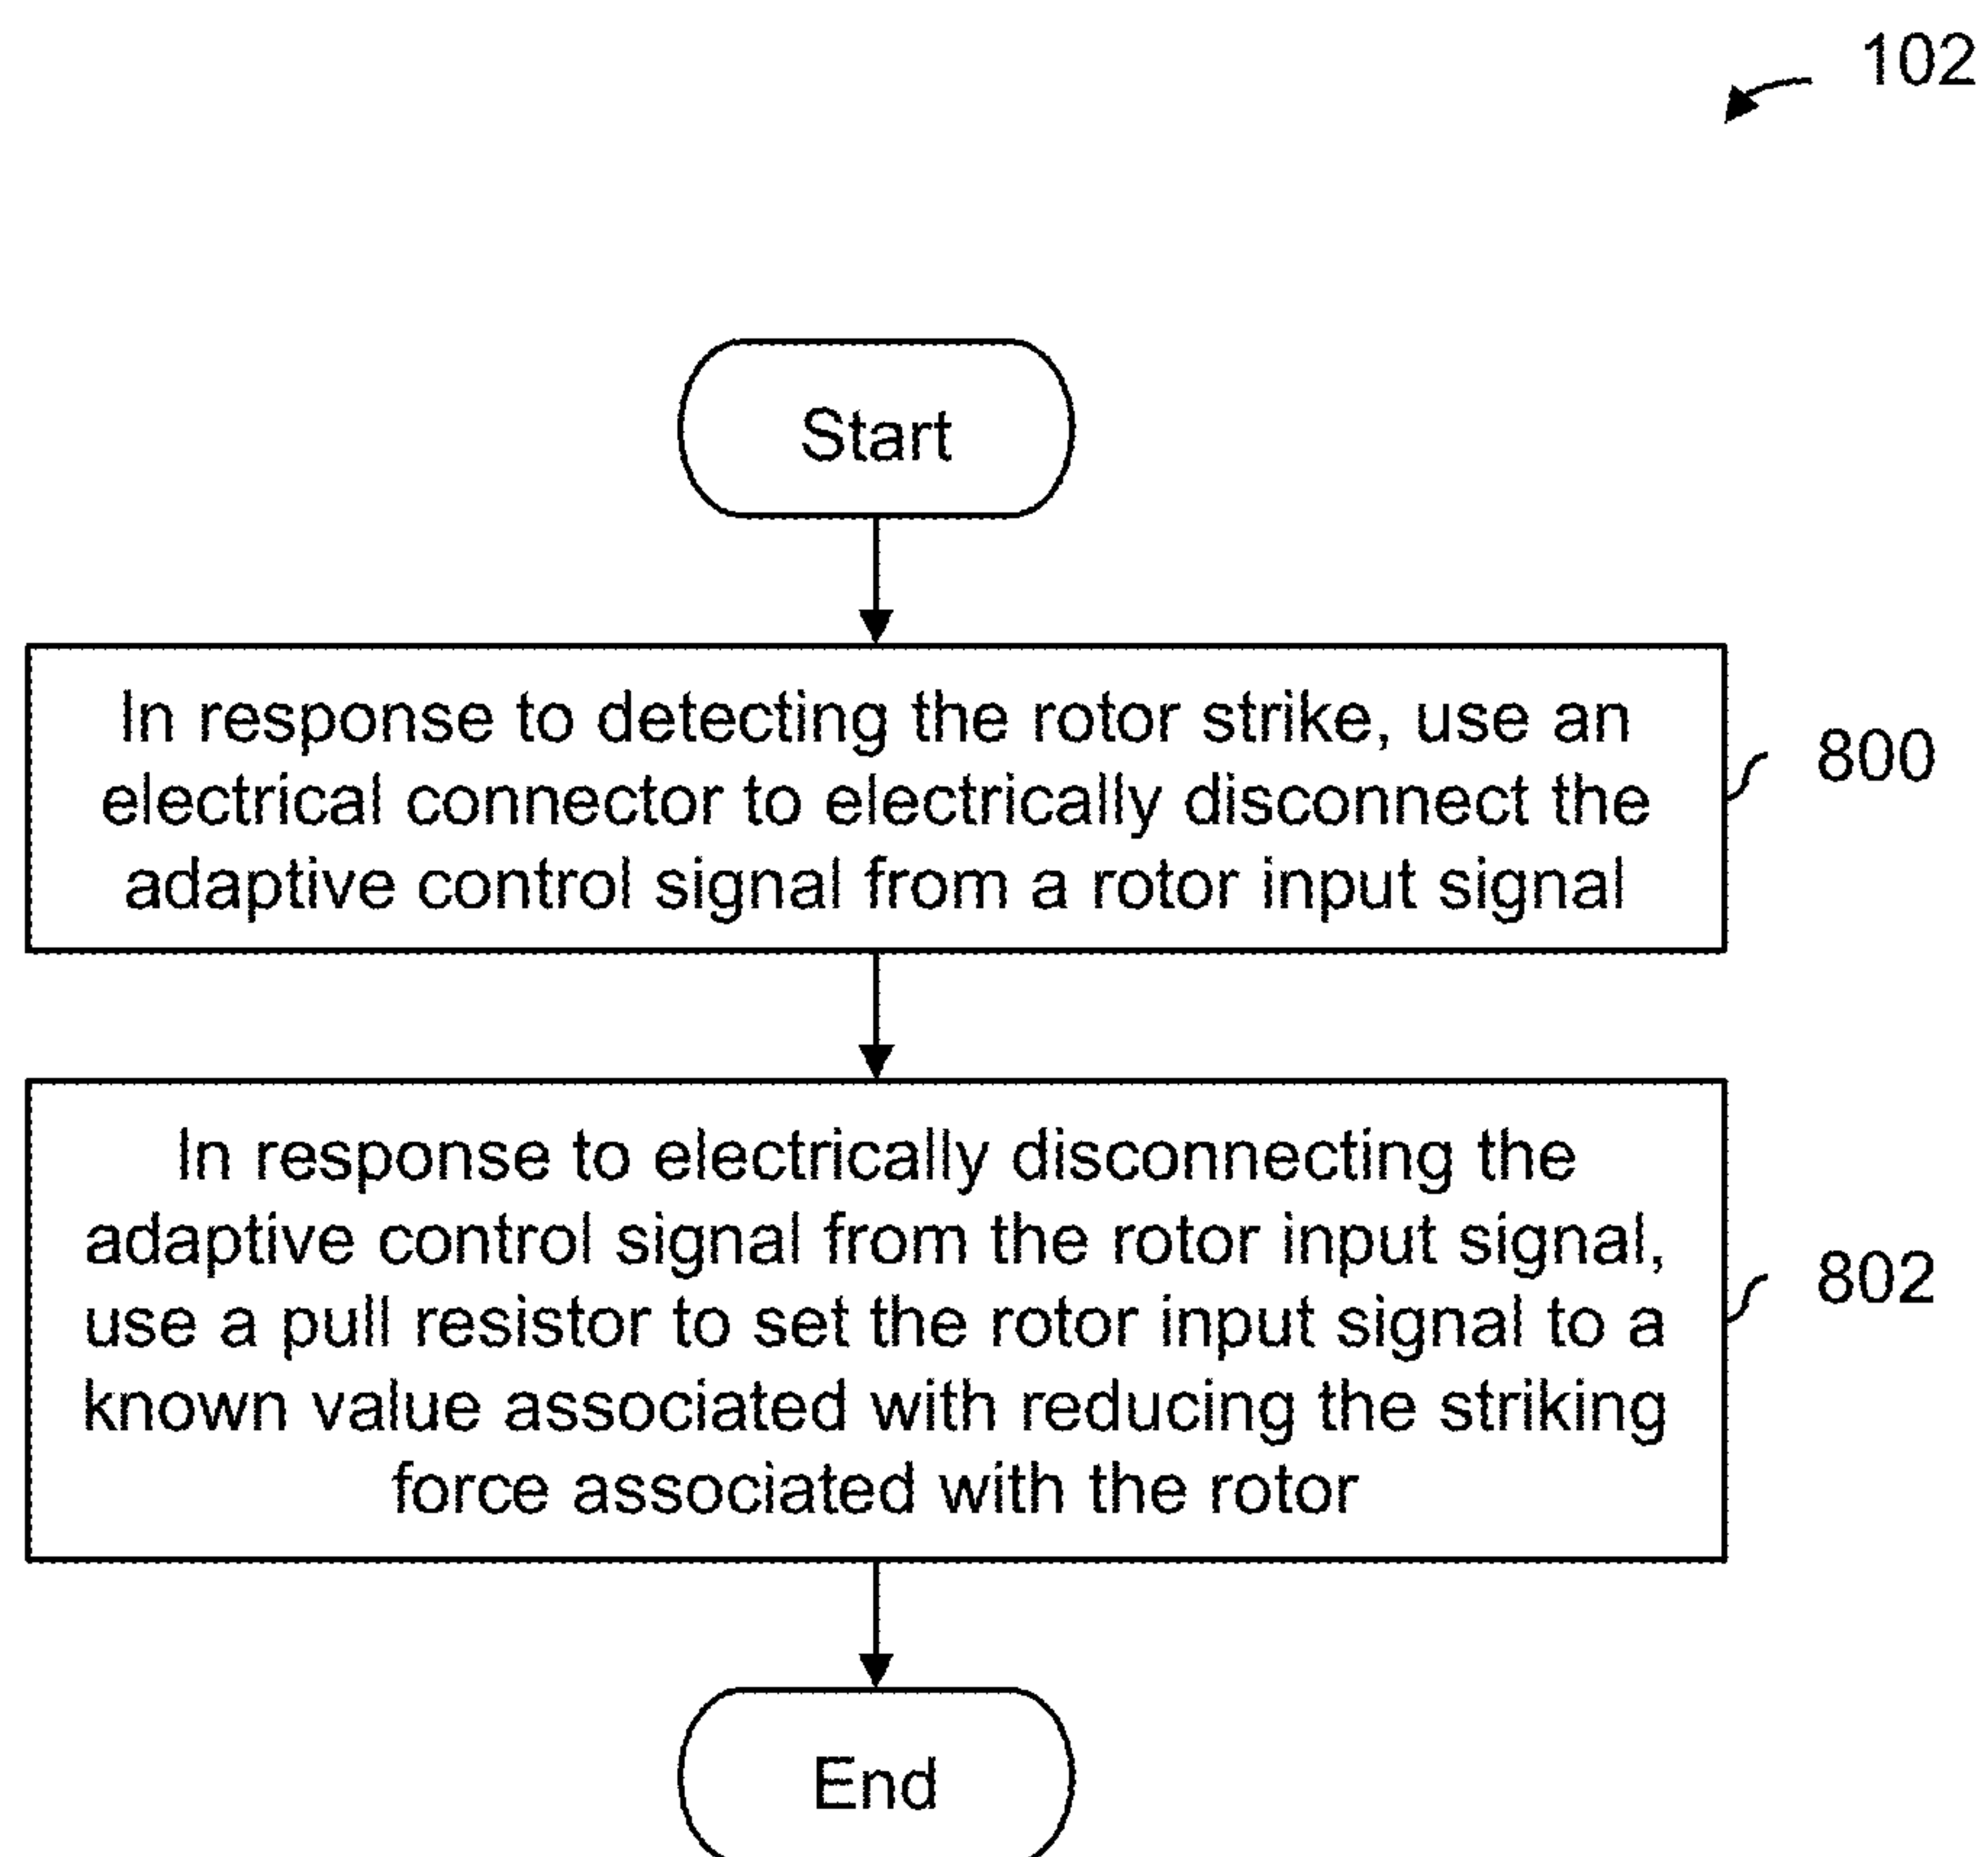 102
Start
In response to detecting the rotor strike, use an
electrical connector to electrically disconnect the
adaptive control signal from a rotor input signal
800
In response to electrically disconnecting the
adaptive control signal from the rotor input signal,
use a pull resistor to set the rotor input signal to a
known value associated with reducing the striking
force associated with the rotor
802
End